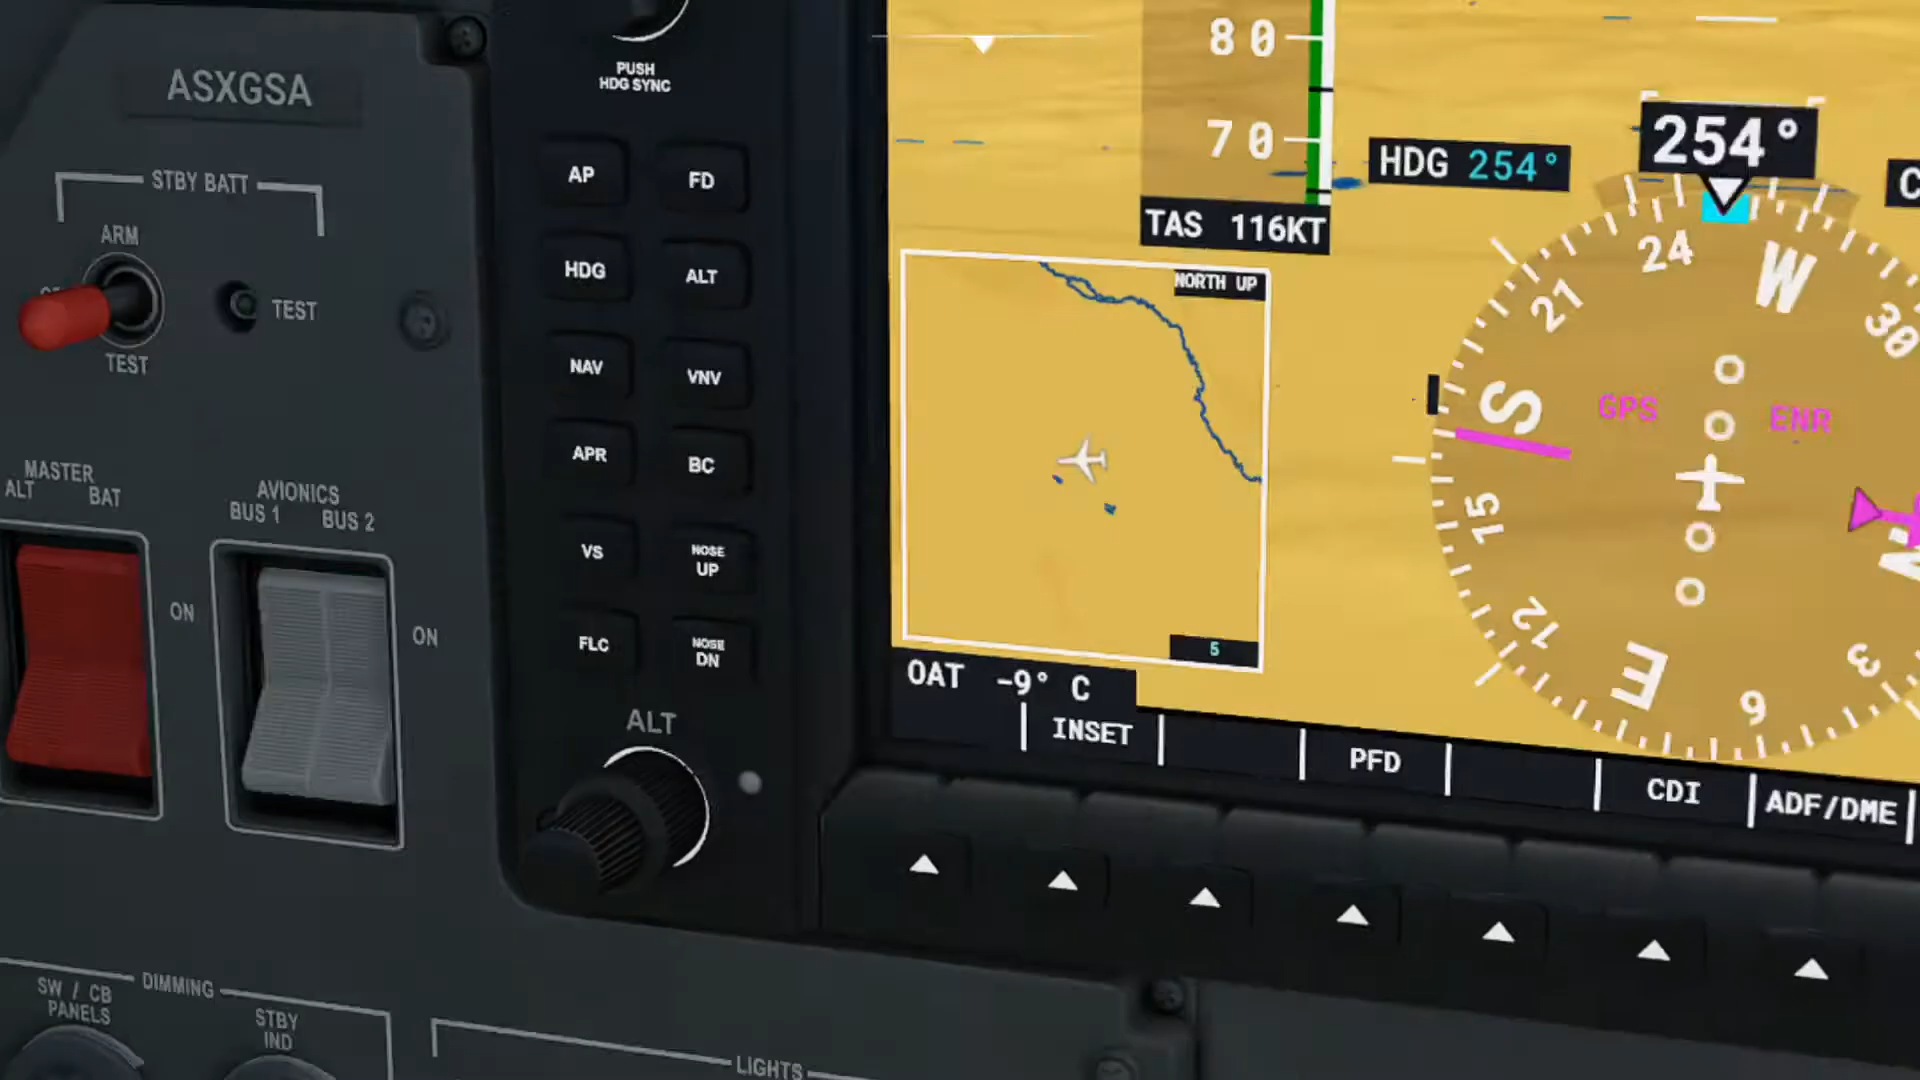 PUSH
HDG SYNC
ASXGSA
STBY BATT
ARM
TEST
TEST
MASTER
ALT
BAT
AVIONICS
BUS 1
BUS 2
ON
ON
AP
FD
HDG
ALT
NAV
VNV
APR
BC
VS
NOSE
UP
FLC
NOSE
DN
ALT
80
70
TAS 116KT
HDG 254°
254°
NORTH UP
5
OAT -9° C
INSET
PFD
CDI
ADF/DME
GPS
ENR
24
W
30
21
S
15
12
E
6
3
N
DIMMING
SW / CB
PANELS
STBY
IND
LIGHTS